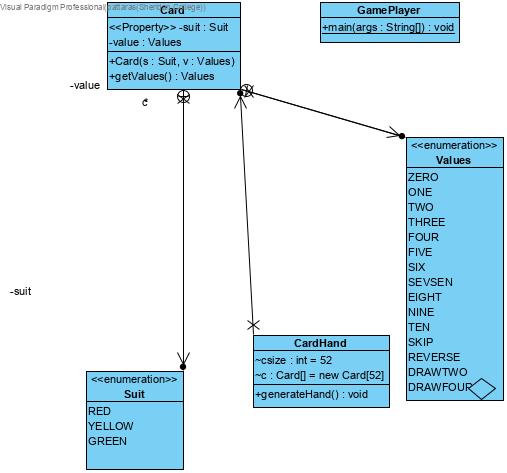 Visual Paradigm Professional(pattaras(Sheridan College))
Card
<<Property>> -suit : Suit
-value : Values
+Card(s : Suit, v : Values)
+getValues() : Values
GamePlayer
+main(args : String[]) : void
-value
c
<<enumeration>>
Values
ZERO
ONE
TWO
THREE
FOUR
FIVE
SIX
SEVSEN
EIGHT
NINE
TEN
SKIP
REVERSE
DRAWTWO
DRAWFOUR
-suit
CardHand
~csize : int = 52
~c : Card[] = new Card[52]
+generateHand() : void
<<enumeration>>
Suit
RED
YELLOW
GREEN